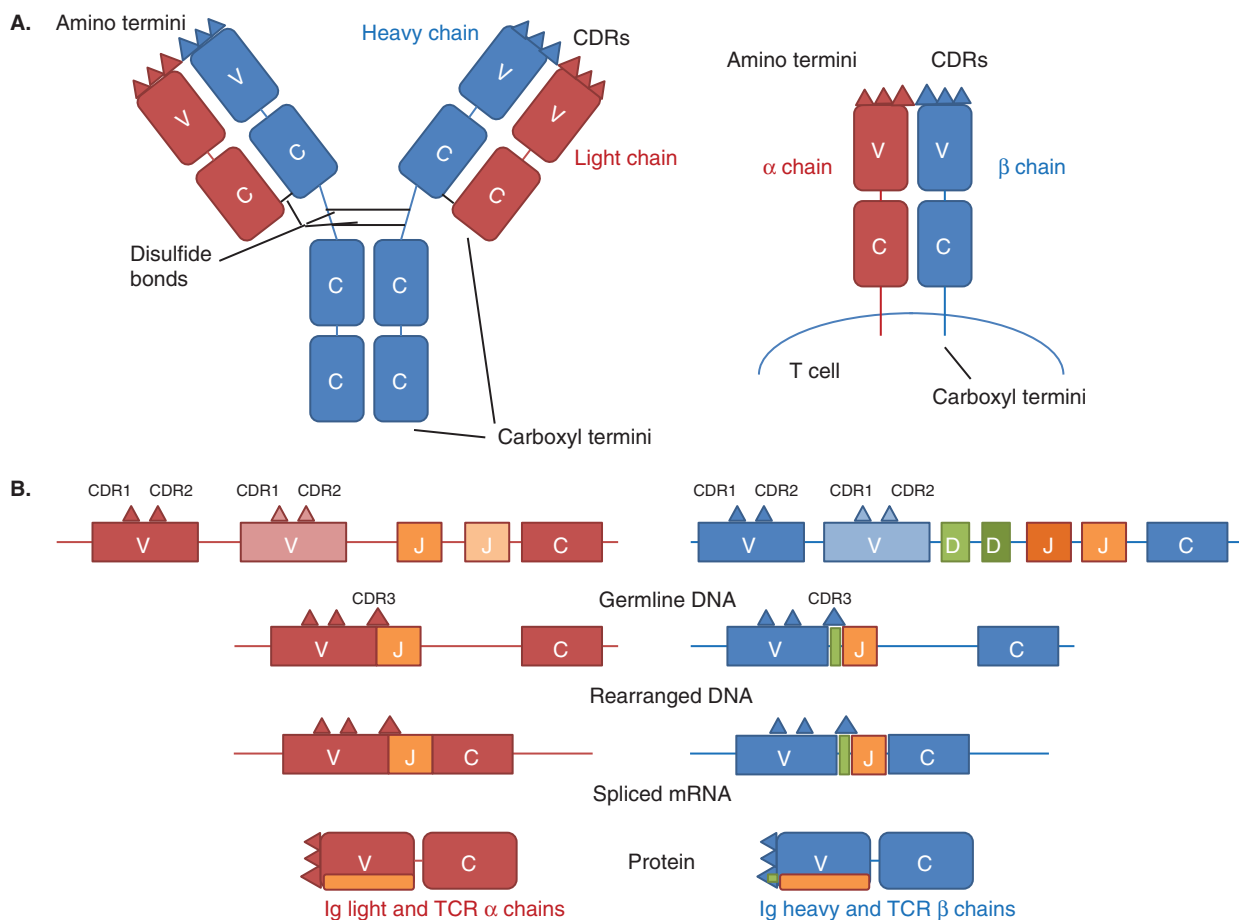 A.
Amino termini
Heavy chain
CDRs
V
V
V
V
C
C
C
C
Light chain
Disulfide
bonds
C
C
C
C
Carboxyl termini
Amino termini
CDRs
α chain
V
V
β chain
C
C
T cell
Carboxyl termini
B.
CDR1 CDR2 CDR1 CDR2
V V J J C
CDR1 CDR2 CDR1 CDR2
V V D D J J C
Germline DNA
CDR3
V J C
CDR3
V J C
Rearranged DNA
V J C
V J C
Spliced mRNA
V C
Protein
V C
Ig light and TCR α chains
Ig heavy and TCR β chains